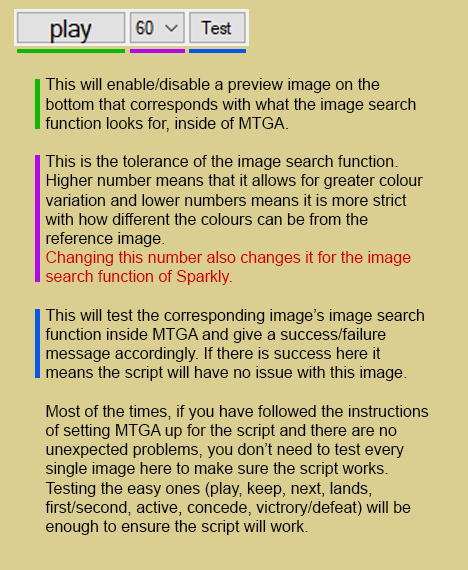 play 60 Test
This will enable/disable a preview image on the
bottom that corresponds with what the image search
function looks for, inside of MTGA.
This is the tolerance of the image search function.
Higher number means that it allows for greater colour
variation and lower numbers means it is more strict
with how different the colours can be from the
reference image.
Changing this number also changes it for the image
search function of Sparkly.
This will test the corresponding image's image search
function inside MTGA and give a success/failure
message accordingly. If there is success here it
means the script will have no issue with this image.
Most of the times, if you have followed the instructions
of setting MTGA up for the script and there are no
unexpected problems, you don't need to test every
single image here to make sure the script works.
Testing the easy ones (play, keep, next, lands,
first/second, active, concede, victrory/defeat) will be
enough to ensure the script will work.